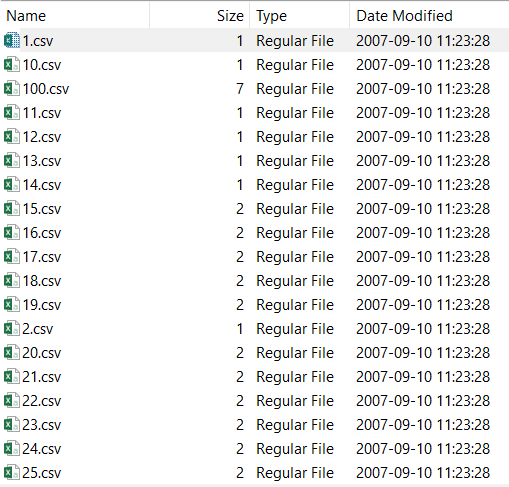 Name Size Type Date Modified
1.csv 1 Regular File 2007-09-10 11:23:28
10.csv 1 Regular File 2007-09-10 11:23:28
100.csv 7 Regular File 2007-09-10 11:23:28
11.csv 1 Regular File 2007-09-10 11:23:28
12.csv 1 Regular File 2007-09-10 11:23:28
13.csv 1 Regular File 2007-09-10 11:23:28
14.csv 1 Regular File 2007-09-10 11:23:28
15.csv 2 Regular File 2007-09-10 11:23:28
16.csv 2 Regular File 2007-09-10 11:23:28
17.csv 2 Regular File 2007-09-10 11:23:28
18.csv 2 Regular File 2007-09-10 11:23:28
19.csv 2 Regular File 2007-09-10 11:23:28
2.csv 1 Regular File 2007-09-10 11:23:28
20.csv 2 Regular File 2007-09-10 11:23:28
21.csv 2 Regular File 2007-09-10 11:23:28
22.csv 2 Regular File 2007-09-10 11:23:28
23.csv 2 Regular File 2007-09-10 11:23:28
24.csv 2 Regular File 2007-09-10 11:23:28
25.csv 2 Regular File 2007-09-10 11:23:28